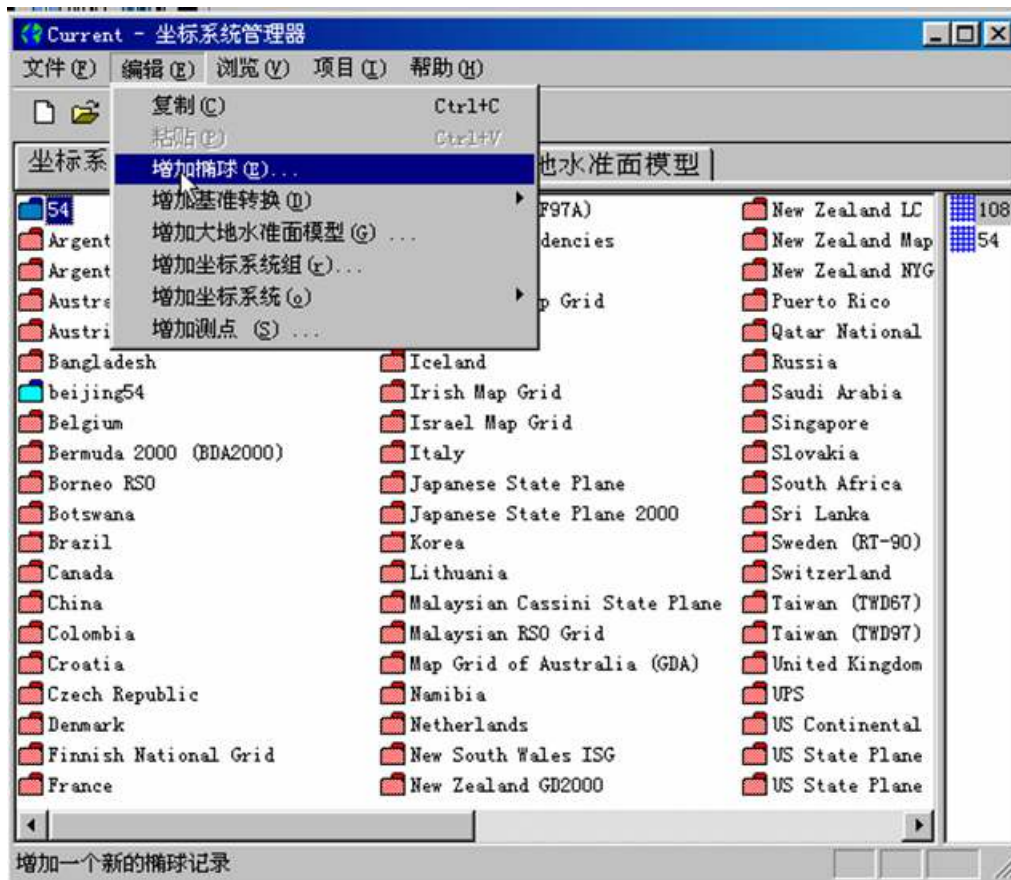 Current - 坐标系统管理器
文件(F) 编辑(E) 浏览(V) 项目(I) 帮助(H)
复制(C) Ctrl+C
粘贴(P) Ctrl+V
增加椭球(E)...
增加基准转换(D)
增加大地水准面模型(G) ...
增加坐标系统组(r)...
增加坐标系统(o)
增加测点 (S) ...
坐标系 地水准面模型
54
Argent
Argent
Austra
Austri
Bangladesh
beijing54
Belgium
Bermuda 2000 (BDA2000)
Borneo RSO
Botswana
Brazil
Canada
China
Colombia
Croatia
Czech Republic
Denmark
Finnish National Grid
France
F97A)
dencies
p Grid
Iceland
Irish Map Grid
Israel Map Grid
Italy
Japanese State Plane
Japanese State Plane 2000
Korea
Lithuania
Malaysian Cassini State Plane
Malaysian RSO Grid
Map Grid of Australia (GDA)
Namibia
Netherlands
New South Wales ISG
New Zealand GD2000
New Zealand LC
New Zealand Map
New Zealand NYG
Puerto Rico
Qatar National
Russia
Saudi Arabia
Singapore
Slovakia
South Africa
Sri Lanka
Sweden (RT-90)
Switzerland
Taiwan (TWD67)
Taiwan (TWD97)
United Kingdom
UPS
US Continental
US State Plane
US State Plane
108
54
增加一个新的椭球记录